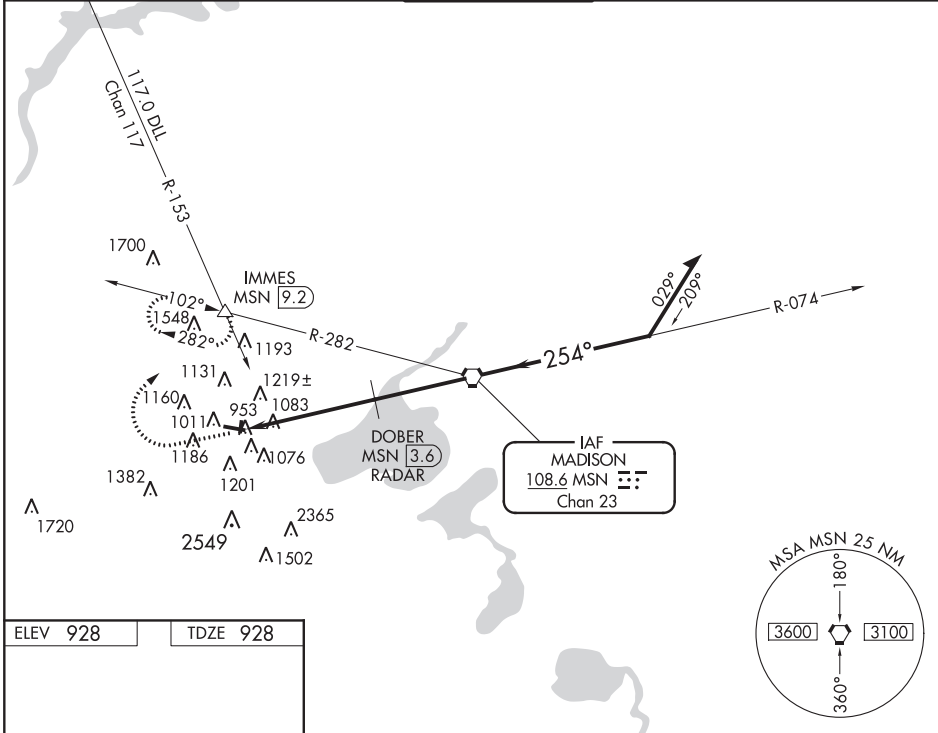 117.0 DLL
Chan 117
R-153
1700
IMMES
MSN 9.2
102°
1548
282°
1193
R-282
029°
209°
R-074
254°
1131
1219±
1160
953
1083
1011
1186
1076
1201
DOBER
MSN 3.6
RADAR
IAF
MADISON
108.6 MSN
Chan 23
1382
1720
2549
2365
1502
MSA MSN 25 NM
180°
3600
3100
360°
ELEV 928
TDZE 928